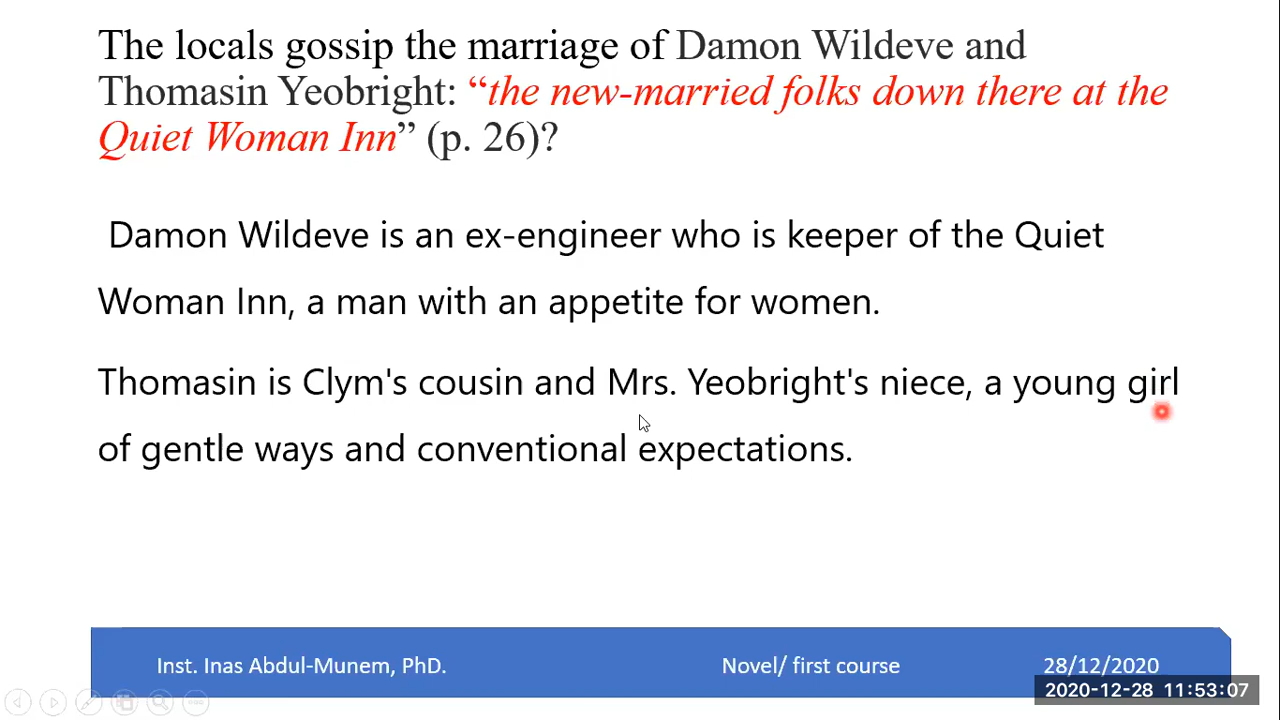 The locals gossip the marriage of Damon Wildeve and
Thomasin Yeobright: “the new-married folks down there at the
Quiet Woman Inn” (p. 26)?
Damon Wildeve is an ex-engineer who is keeper of the Quiet
Woman Inn, a man with an appetite for women.
Thomasin is Clym's cousin and Mrs. Yeobright's niece, a young girl
of gentle ways and conventional expectations.
Inst. Inas Abdul-Munem, PhD. Novel/ first course 28/12/2020
2020-12-28 11:53:07